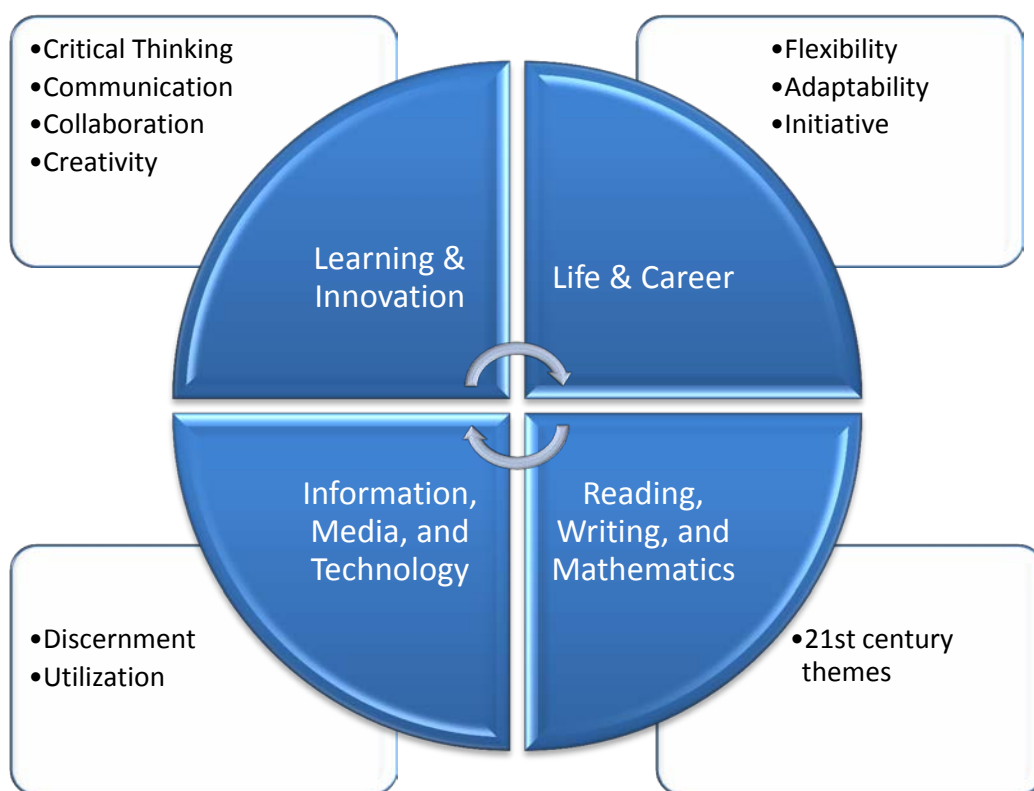 •Critical Thinking
•Communication
•Collaboration
•Creativity
•Flexibility
•Adaptability
•Initiative
Learning &
Innovation
Life & Career
Information,
Media, and
Technology
Reading,
Writing, and
Mathematics
•Discernment
•Utilization
•21st century
themes